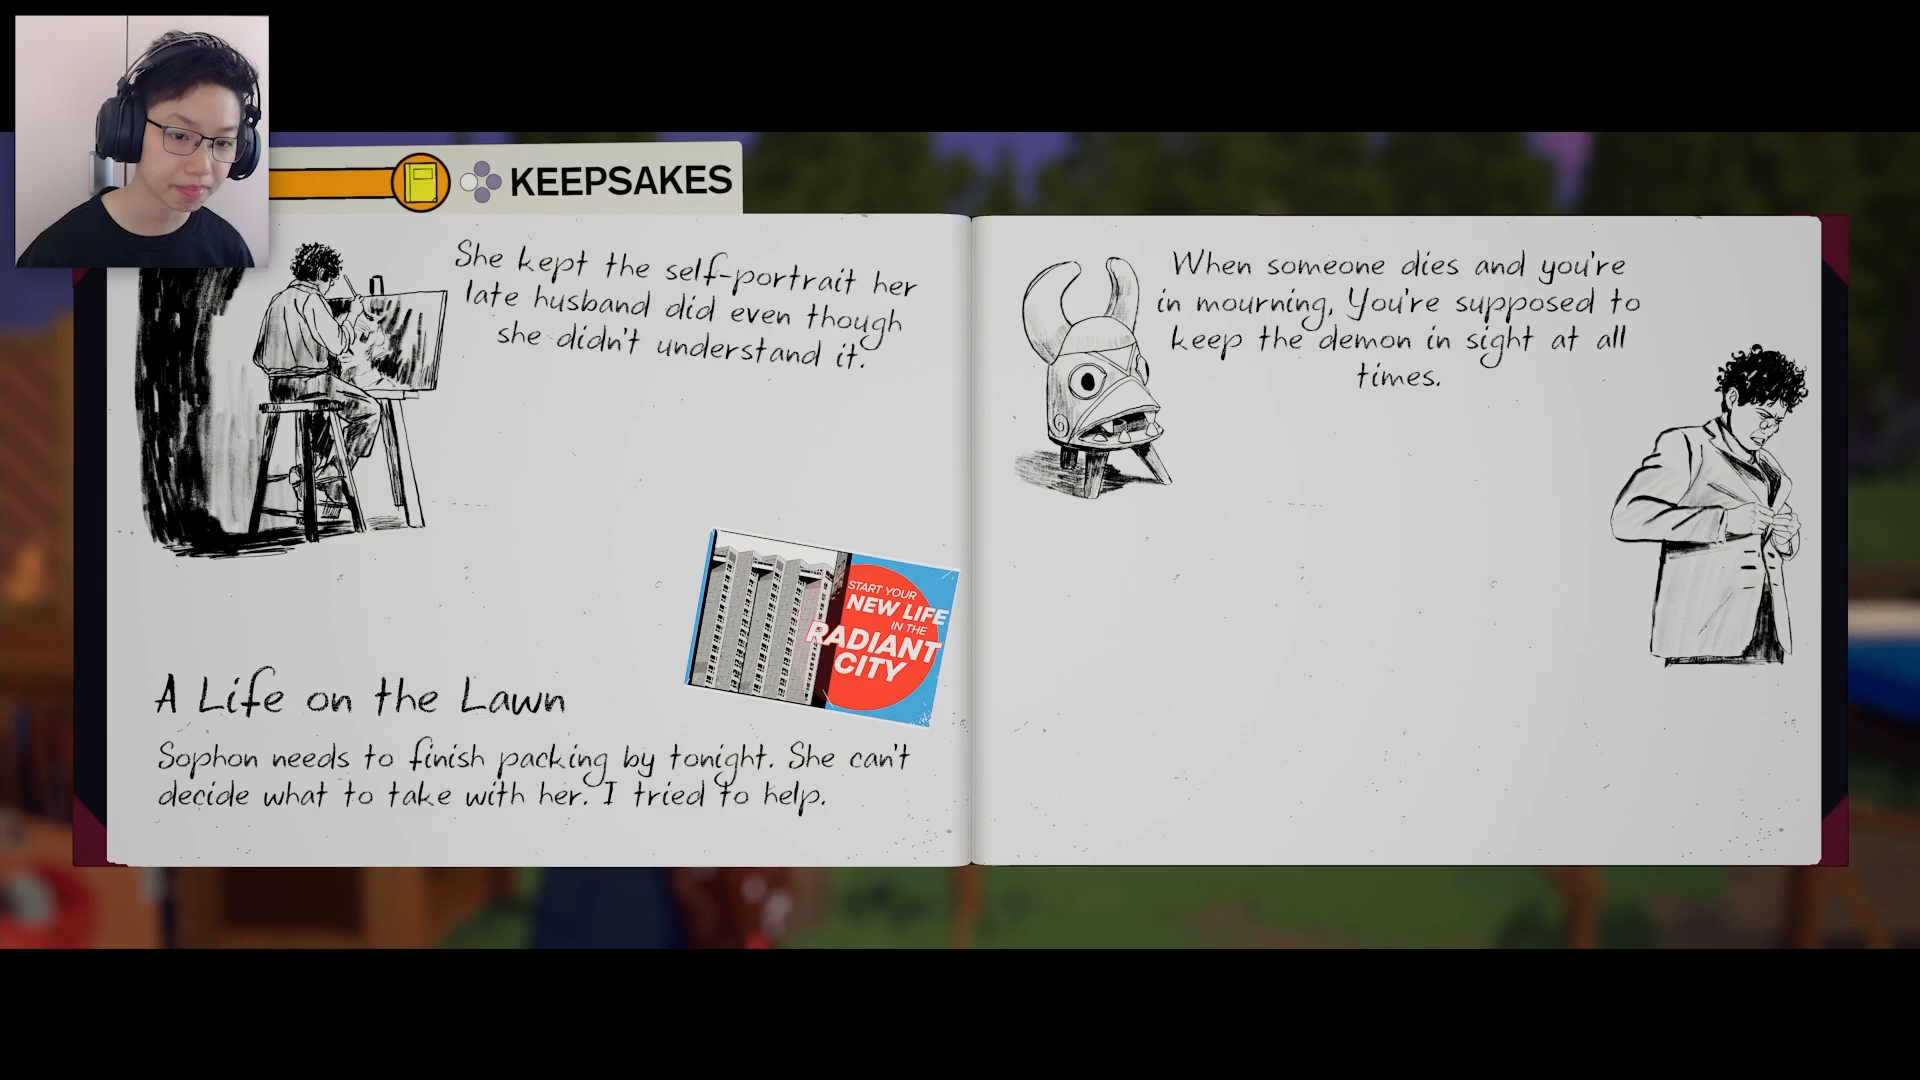 KEEPSAKES
She kept the self-portrait her
late husband did even though
she didn't understand it.
START YOUR
NEW LIFE
IN THE
RADIANT
CITY
A Life on the Lawn
Sophon needs to finish packing by tonight. She can't
decide what to take with her. I tried to help.
When someone dies and you're
in mourning, You're supposed to
keep the demon in sight at all
times.